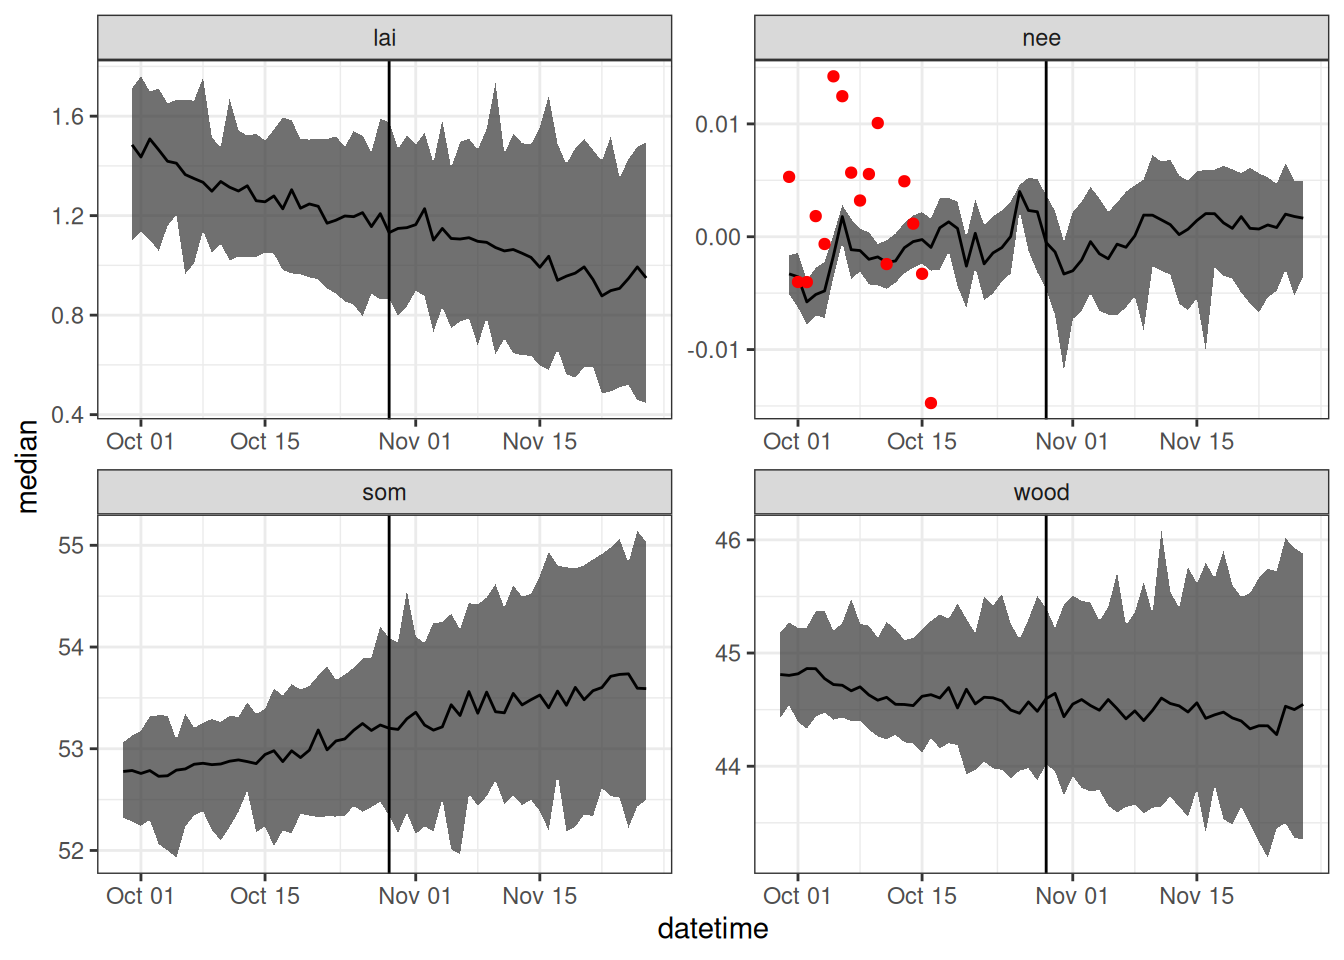 lai
nee
1.6
1.2
0.8
0.4
0.01
0.00
-0.01
Oct 01 Oct 15 Nov 01 Nov 15
Oct 01 Oct 15 Nov 01 Nov 15
median
som
wood
55
54
53
52
46
45
44
Oct 01 Oct 15 Nov 01 Nov 15
Oct 01 Oct 15 Nov 01 Nov 15
datetime